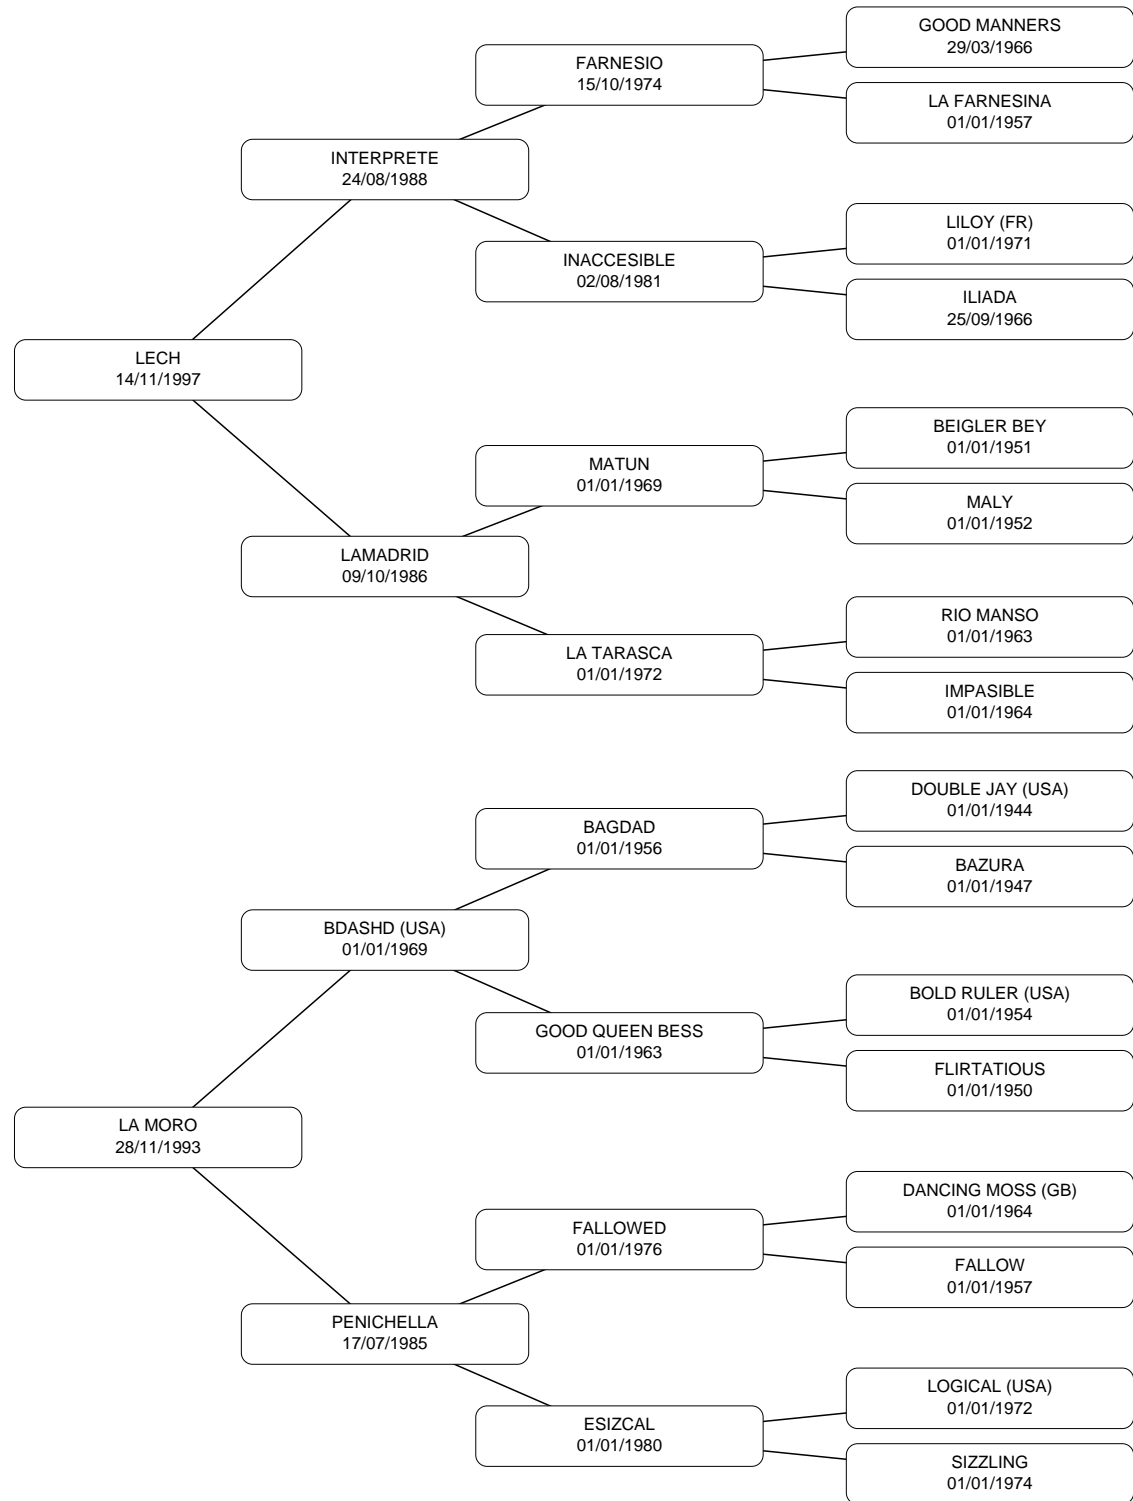 GOOD MANNERS
29/03/1966
FARNESIO
15/10/1974
LA FARNESINA
01/01/1957
INTERPRETE
24/08/1988
LILOY (FR)
01/01/1971
INACCESIBLE
02/08/1981
ILIADA
25/09/1966
LECH
14/11/1997
BEIGLER BEY
01/01/1951
MATUN
01/01/1969
MALY
01/01/1952
LAMADRID
09/10/1986
RIO MANSO
01/01/1963
LA TARASCA
01/01/1972
IMPASIBLE
01/01/1964
DOUBLE JAY (USA)
01/01/1944
BAGDAD
01/01/1956
BAZURA
01/01/1947
BDASHD (USA)
01/01/1969
BOLD RULER (USA)
01/01/1954
GOOD QUEEN BESS
01/01/1963
FLIRTATIOUS
01/01/1950
LA MORO
28/11/1993
DANCING MOSS (GB)
01/01/1964
FALLOWED
01/01/1976
FALLOW
01/01/1957
PENICHELLA
17/07/1985
LOGICAL (USA)
01/01/1972
ESIZCAL
01/01/1980
SIZZLING
01/01/1974